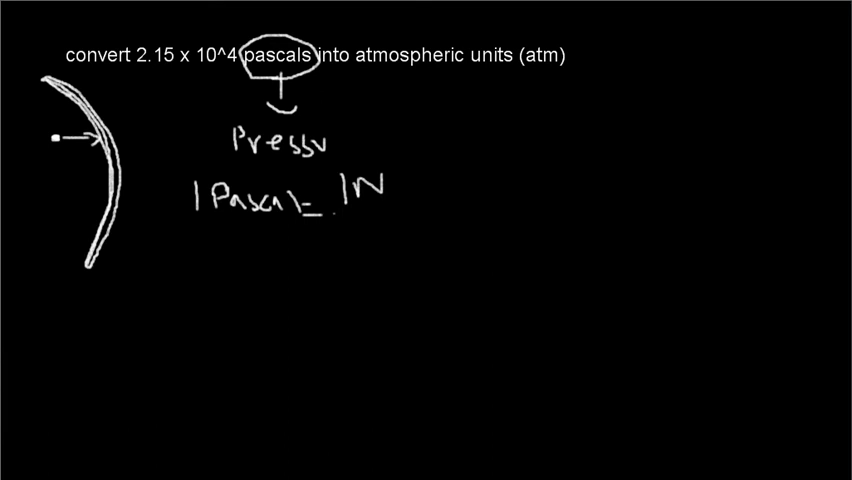 convert 2.15 x 10^4 pascals into atmospheric units (atm)
Pressu
1 Pascal = 1N